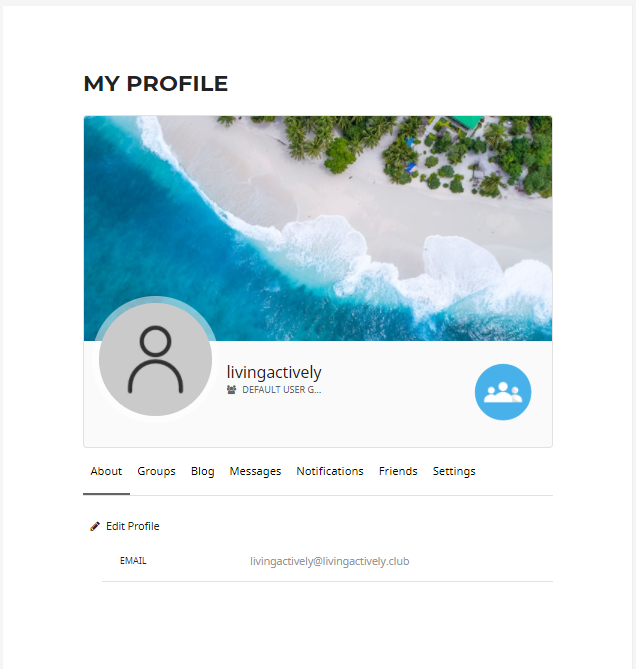 MY PROFILE
livingactively
DEFAULT USER G...
About Groups Blog Messages Notifications Friends Settings
Edit Profile
EMAIL livingactively@livingactively.club